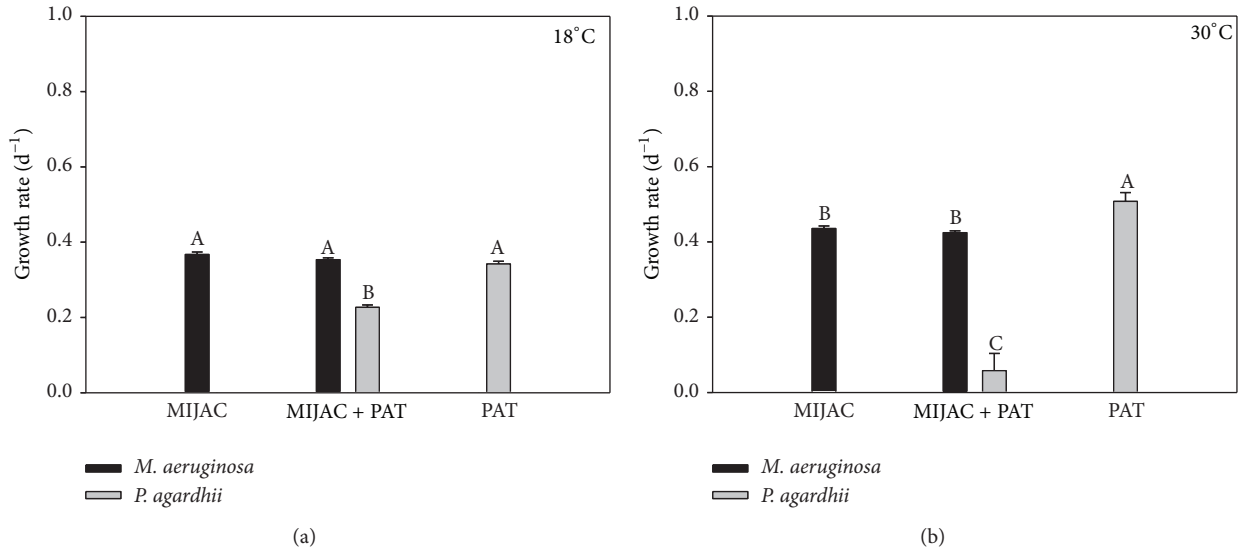 1.0
0.8
0.6
0.4
0.2
0.0
Growth rate (d⁻¹)
18°C
A
A
B
A
MIJAC
MIJAC + PAT
PAT
M. aeruginosa
P. agardhii
(a)
1.0
0.8
0.6
0.4
0.2
0.0
Growth rate (d⁻¹)
30°C
B
B
C
A
MIJAC
MIJAC + PAT
PAT
M. aeruginosa
P. agardhii
(b)